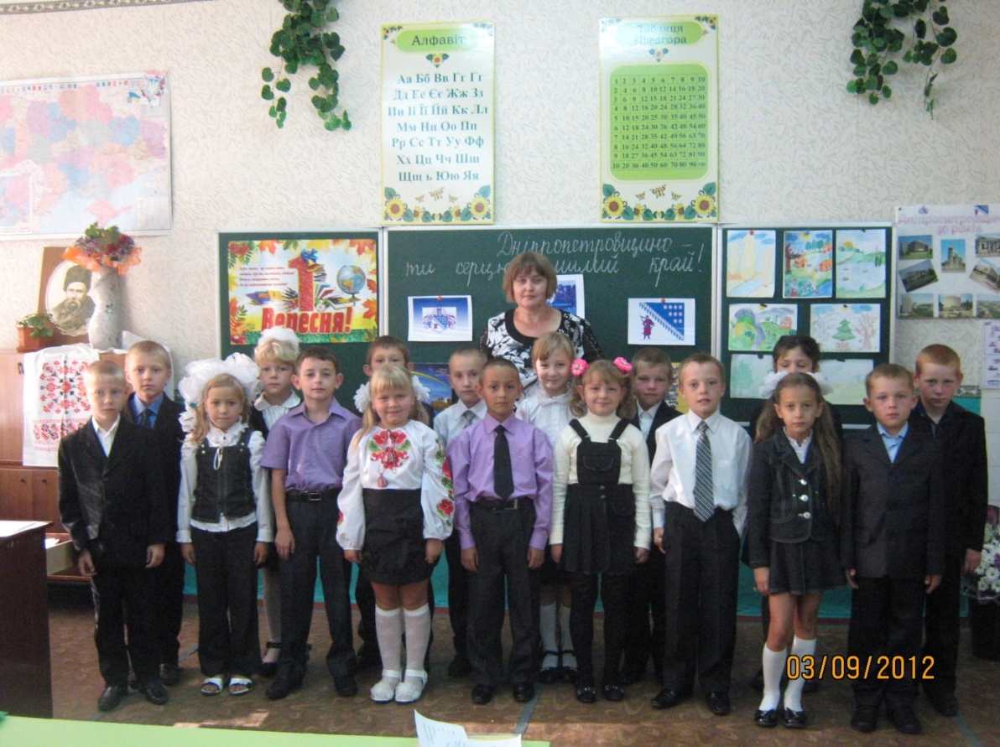 Алфавіт
Аа Бб Вв Гг Ґґ
Дд Ее Єє Жж Зз
Ии Іі Її Йй Кк Лл
Мм Нн Оо Пп
Рр Сс Тт Уу Фф
Хх Цц Чч Шш
Щщ ь Юю Яя
Таблиця
Піфагора
1 2 3 4 5 6 7 8 9 10
2 4 6 8 10 12 14 16 18 20
3 6 9 12 15 18 21 24 27 30
4 8 12 16 20 24 28 32 36 40
5 10 15 20 25 30 35 40 45 50
6 12 18 24 30 36 42 48 54 60
7 14 21 28 35 42 49 56 63 70
8 16 24 32 40 48 56 64 72 80
9 18 27 36 45 54 63 72 81 90
10 20 30 40 50 60 70 80 90 100
1
Вересня!
Дніпропетровщино –
ти серцю милий край!
Дніпропетровщині
80 років
03/09/2012